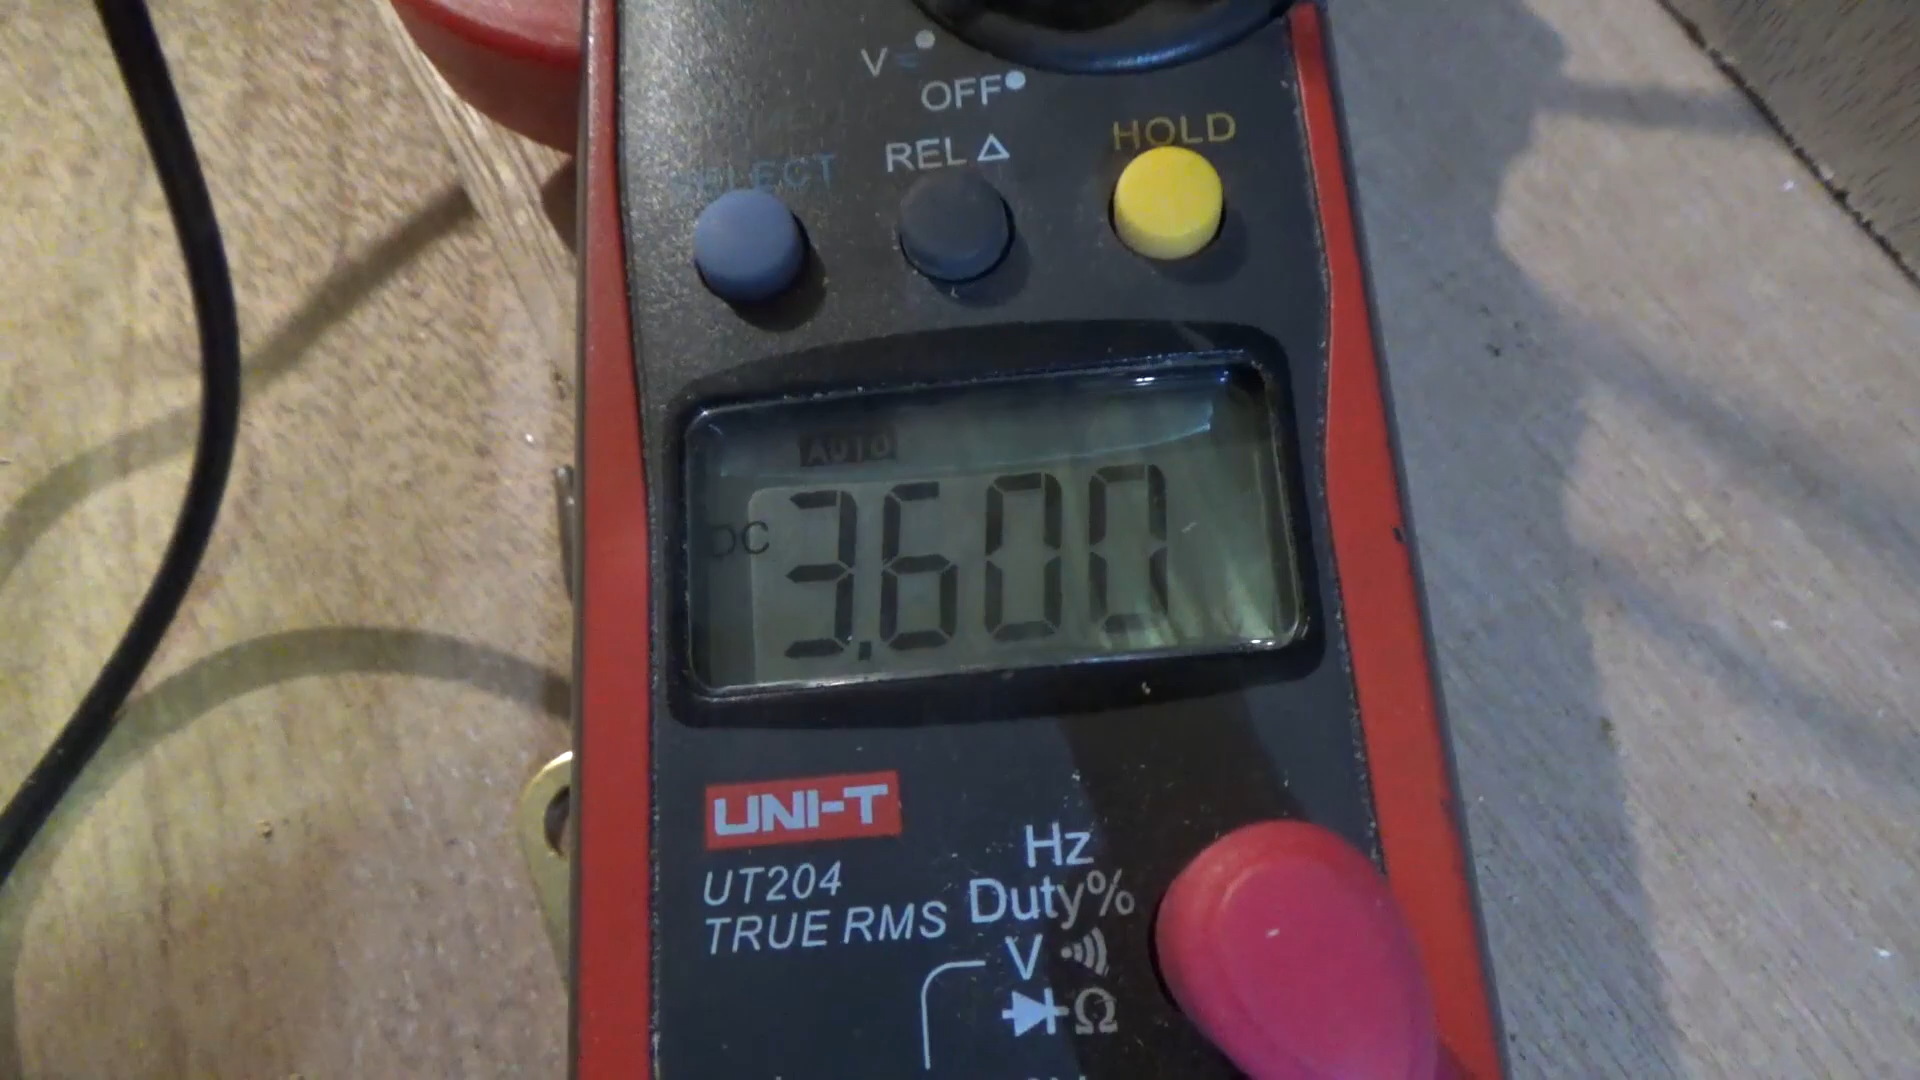 V
OFF
SELECT
REL △
HOLD
AUTO
DC
3.600
UNI-T
UT204
TRUE RMS
Hz
Duty%
V
Ω